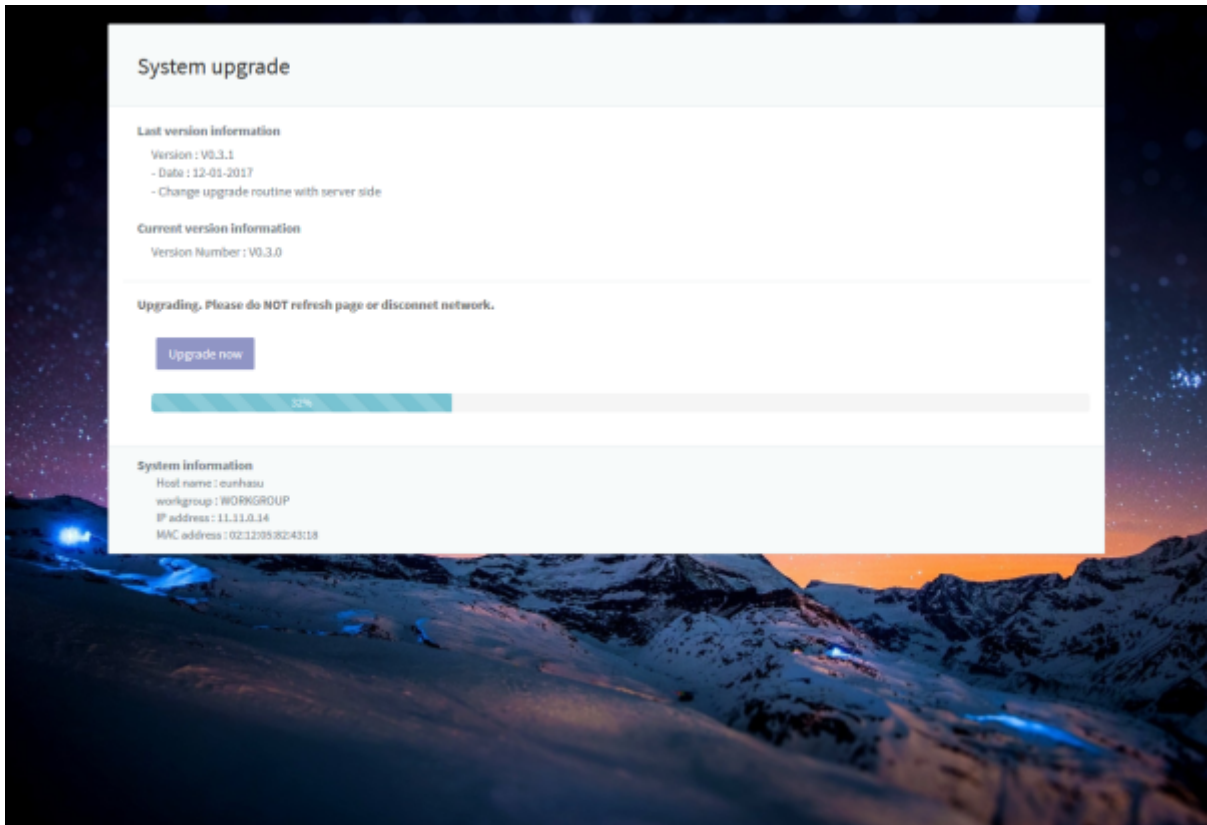 System upgrade
Last version information
Version : V0.3.1
- Date : 12-01-2017
- Change upgrade routine with server side
Current version information
Version Number : V0.3.0
Upgrading. Please do NOT refresh page or disconnet network.
Upgrade now
32%
System information
Host name : eunhasu
workgroup : WORKGROUP
IP address : 11.11.0.14
MAC address : 02:12:05:82:43:18